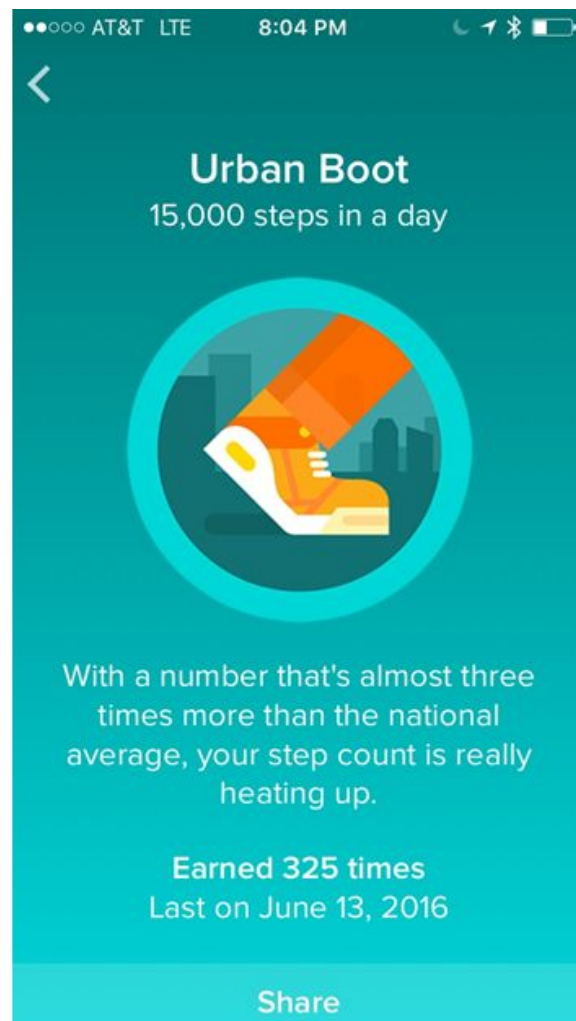 AT&T LTE 8:04 PM
Urban Boot
15,000 steps in a day
With a number that's almost three
times more than the national
average, your step count is really
heating up.
Earned 325 times
Last on June 13, 2016
Share